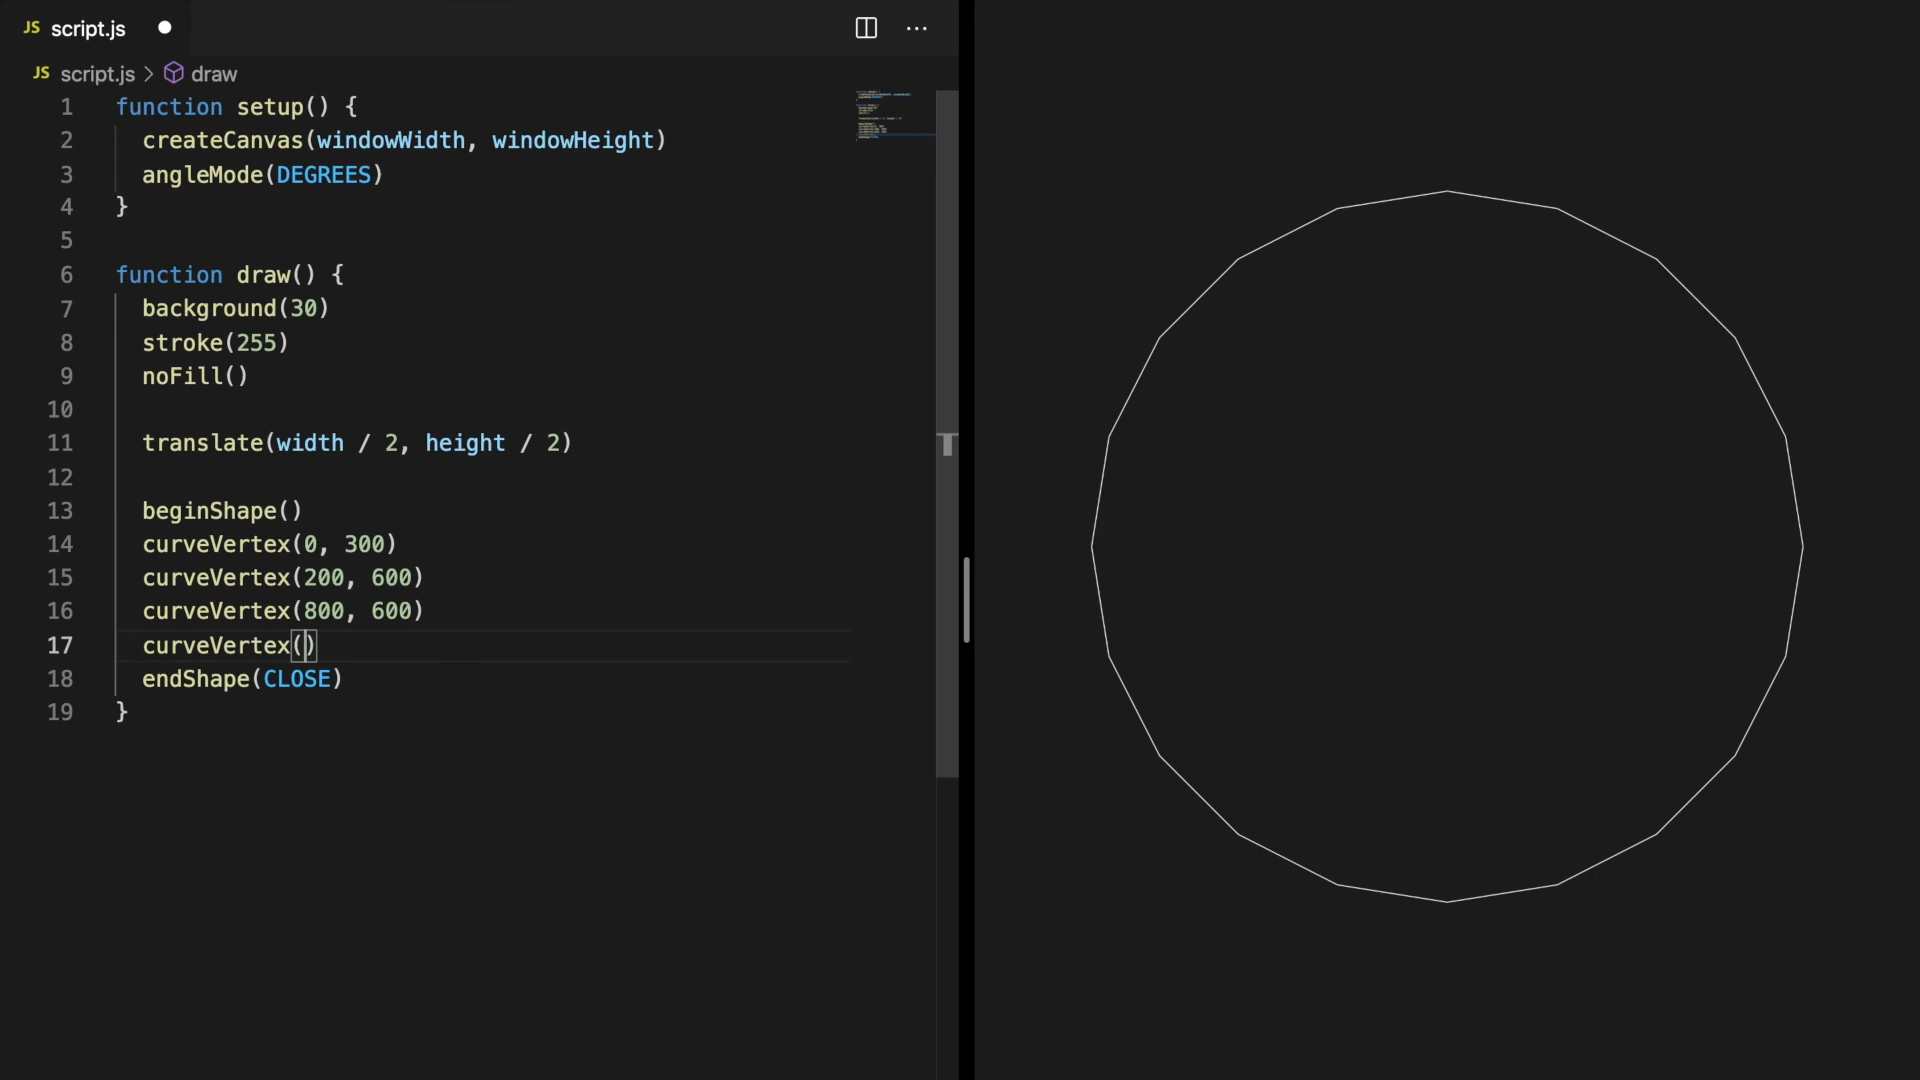 JS script.js
JS script.js > draw
1 function setup() {
2 createCanvas(windowWidth, windowHeight)
3 angleMode(DEGREES)
4 }
5
6 function draw() {
7 background(30)
8 stroke(255)
9 noFill()
10
11 translate(width / 2, height / 2)
12
13 beginShape()
14 curveVertex(0, 300)
15 curveVertex(200, 600)
16 curveVertex(800, 600)
17 curveVertex()
18 endShape(CLOSE)
19 }